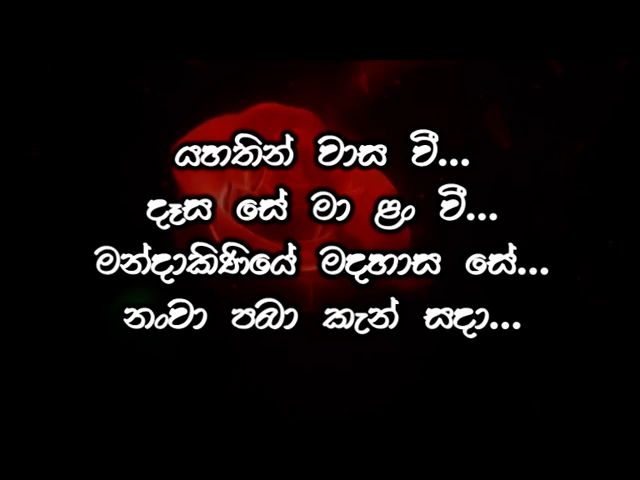 යහතින් වාස වී...
දෑස සේ මා ළං වී...
මන්දාකිණියේ මදහාස සේ...
නංවා පබා කැන් සදා...